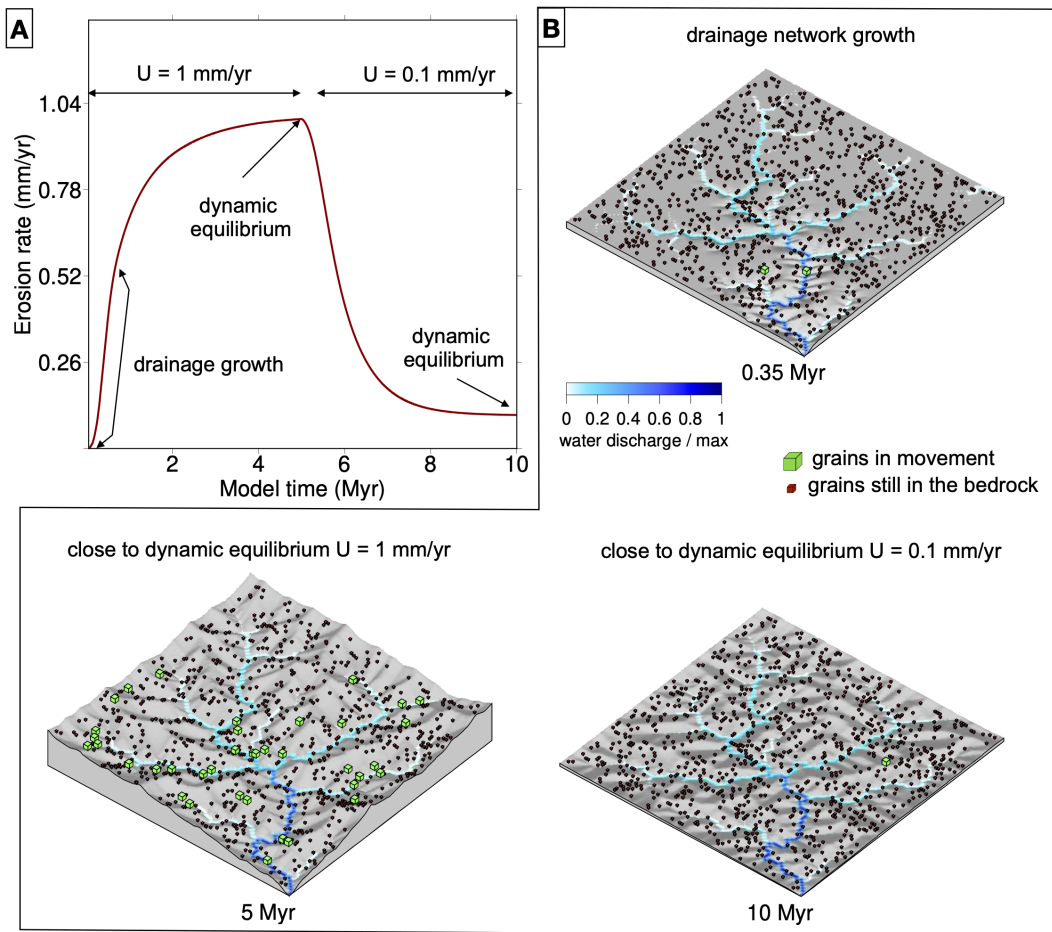 A
U = 1 mm/yr
U = 0.1 mm/yr
1.04
0.78
0.52
0.26
Erosion rate (mm/yr)
dynamic
equilibrium
drainage growth
dynamic
equilibrium
2
4
6
8
10
Model time (Myr)
B
drainage network growth
0.35 Myr
0
0.2
0.4
0.6
0.8
1
water discharge / max
grains in movement
grains still in the bedrock
close to dynamic equilibrium U = 1 mm/yr
5 Myr
close to dynamic equilibrium U = 0.1 mm/yr
10 Myr